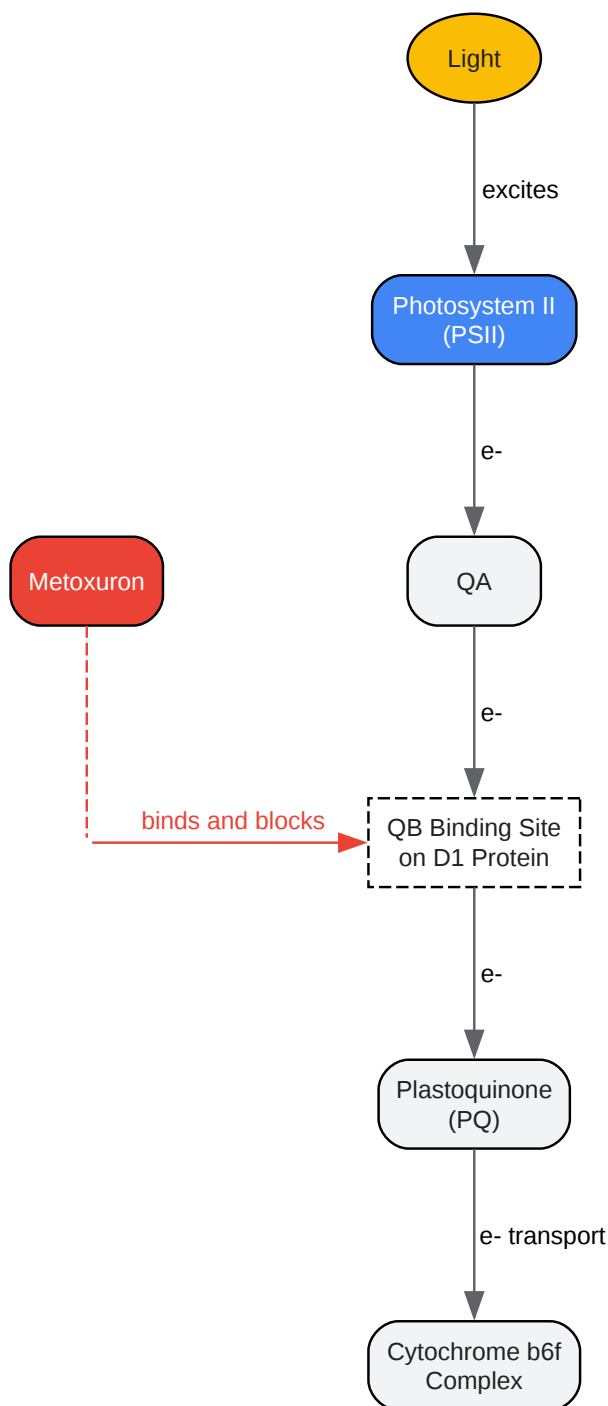 Light
excites
Photosystem II
(PSII)
e-
Metoxuron
QA
e-
binds and blocks
QB Binding Site
on D1 Protein
e-
Plastoquinone
(PQ)
e- transport
Cytochrome b6f
Complex